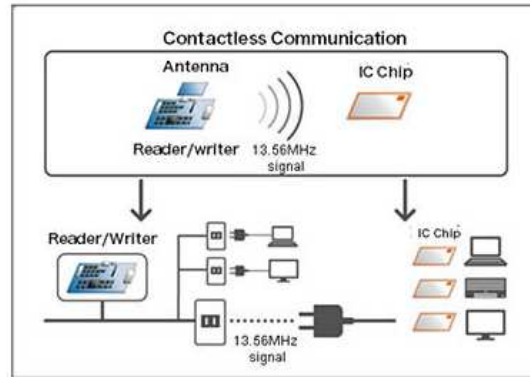 Contactless Communication
Antenna
IC Chip
Reader/writer
13.56MHz
signal
Reader/Writer
IC Chip
13.56MHz
signal